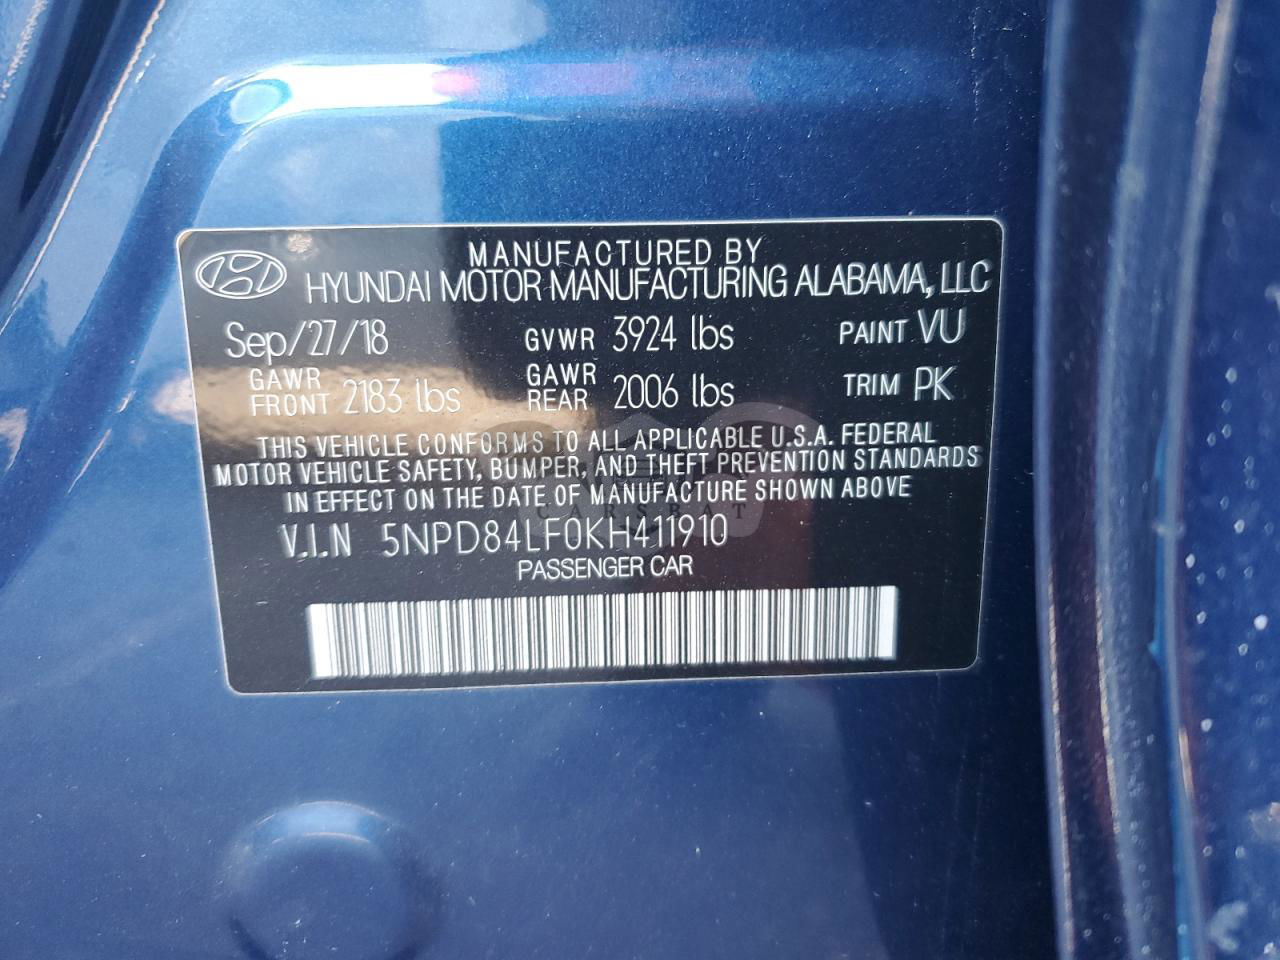 MANUFACTURED BY
HYUNDAI MOTOR MANUFACTURING ALABAMA, LLC
Sep/27/18 GVWR 3924 lbs PAINT VU
GAWR FRONT 2183 lbs GAWR REAR 2006 lbs TRIM PK
THIS VEHICLE CONFORMS TO ALL APPLICABLE U.S.A. FEDERAL
MOTOR VEHICLE SAFETY, BUMPER, AND THEFT PREVENTION STANDARDS
IN EFFECT ON THE DATE OF MANUFACTURE SHOWN ABOVE
CARSBAT
V.I.N 5NPD84LF0KH411910
PASSENGER CAR